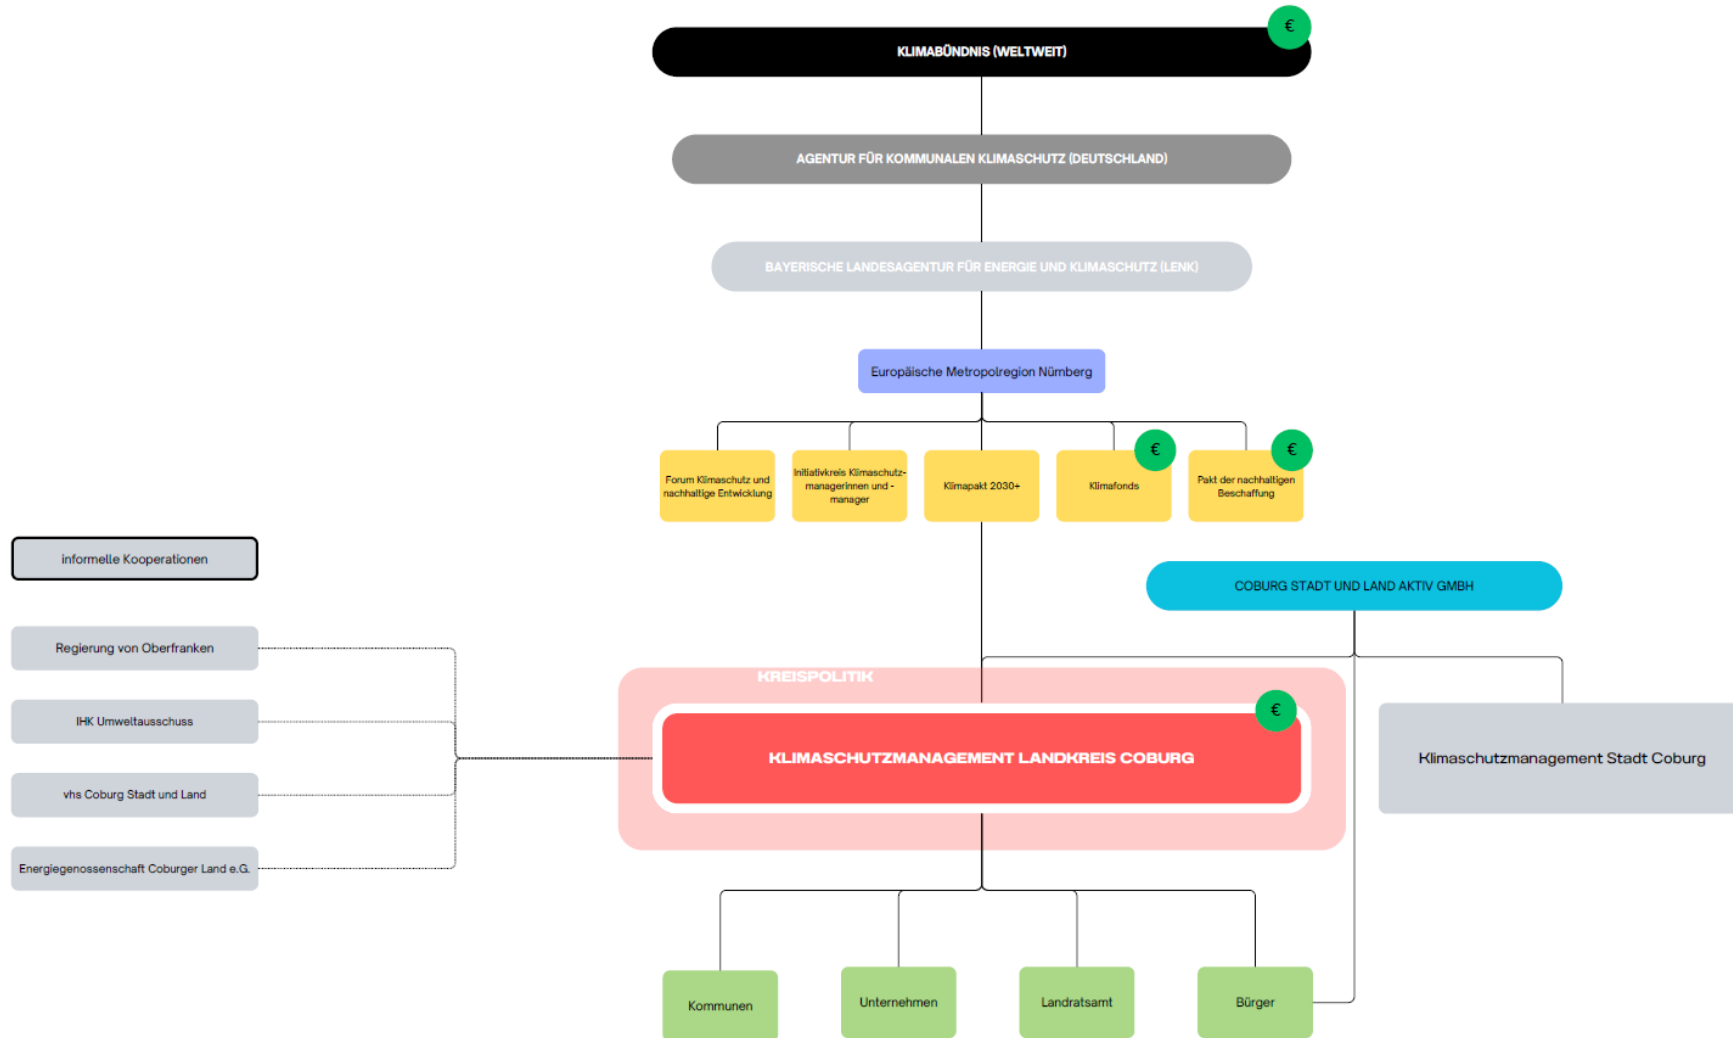 €
KLIMABÜNDNIS (WELTWEIT)
AGENTUR FÜR KOMMUNALEN KLIMASCHUTZ (DEUTSCHLAND)
BAYERISCHE LANDESAGENTUR FÜR ENERGIE UND KLIMASCHUTZ (LENK)
Europäische Metropolregion Nürnberg
Forum Klimaschutz und
nachhaltige Entwicklung
Initiativkreis Klimaschutz-
managerinnen und -
manager
Klimapakt 2030+
€
Klimafonds
€
Pakt der nachhaltigen
Beschaffung
informelle Kooperationen
Regierung von Oberfranken
IHK Umweltausschuss
vhs Coburg Stadt und Land
Energiegenossenschaft Coburger Land e.G.
COBURG STADT UND LAND AKTIV GMBH
KREISPOLITIK
€
KLIMASCHUTZMANAGEMENT LANDKREIS COBURG
Klimaschutzmanagement Stadt Coburg
Kommunen
Unternehmen
Landratsamt
Bürger